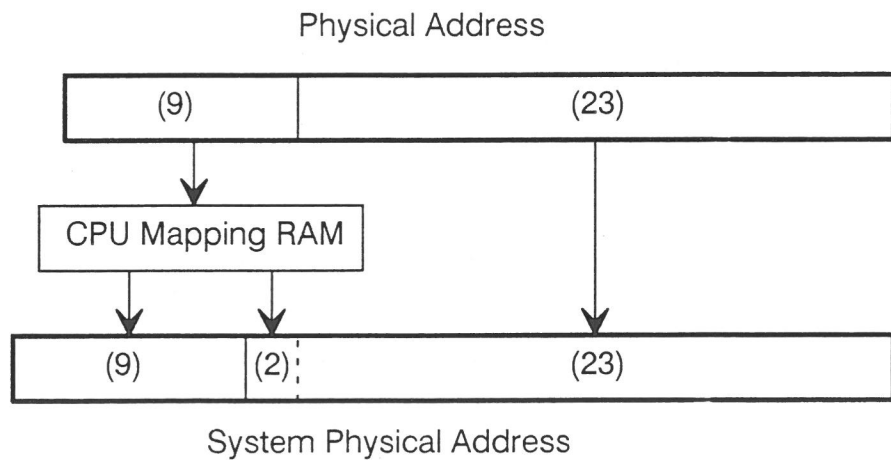 Physical Address
(9) (23)
CPU Mapping RAM
(9) (2) (23)
System Physical Address